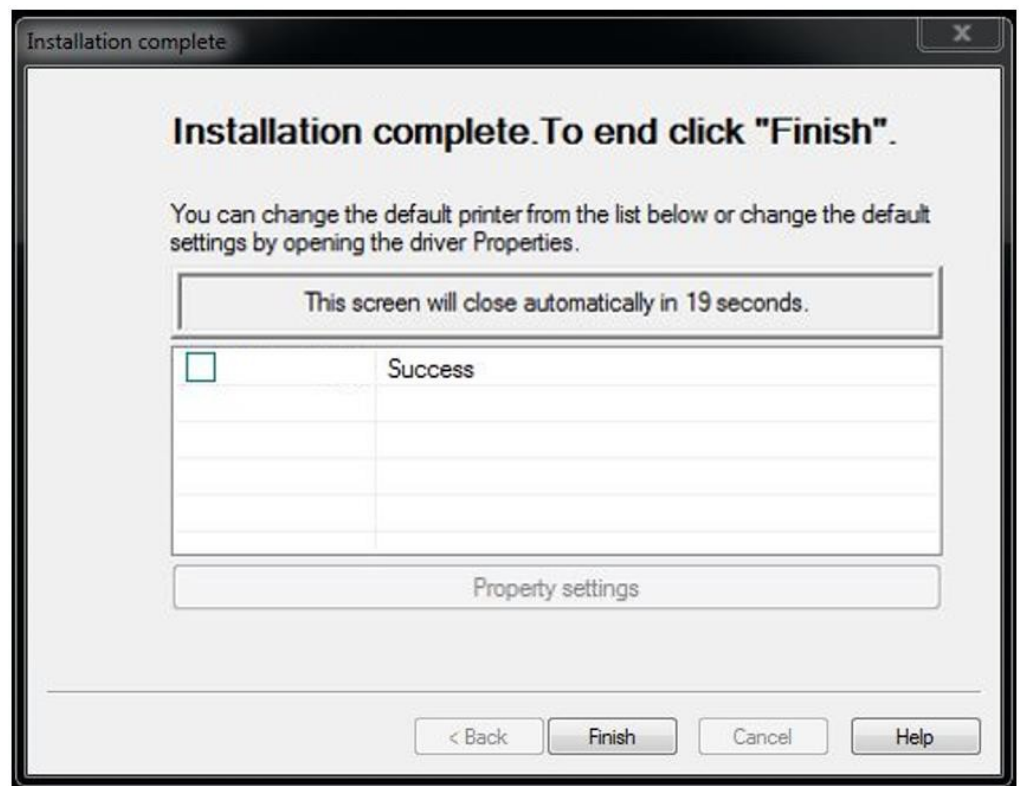 Installation complete
Installation complete.To end click "Finish".
You can change the default printer from the list below or change the default
settings by opening the driver Properties.
This screen will close automatically in 19 seconds.
Success
Property settings
< Back
Finish
Cancel
Help